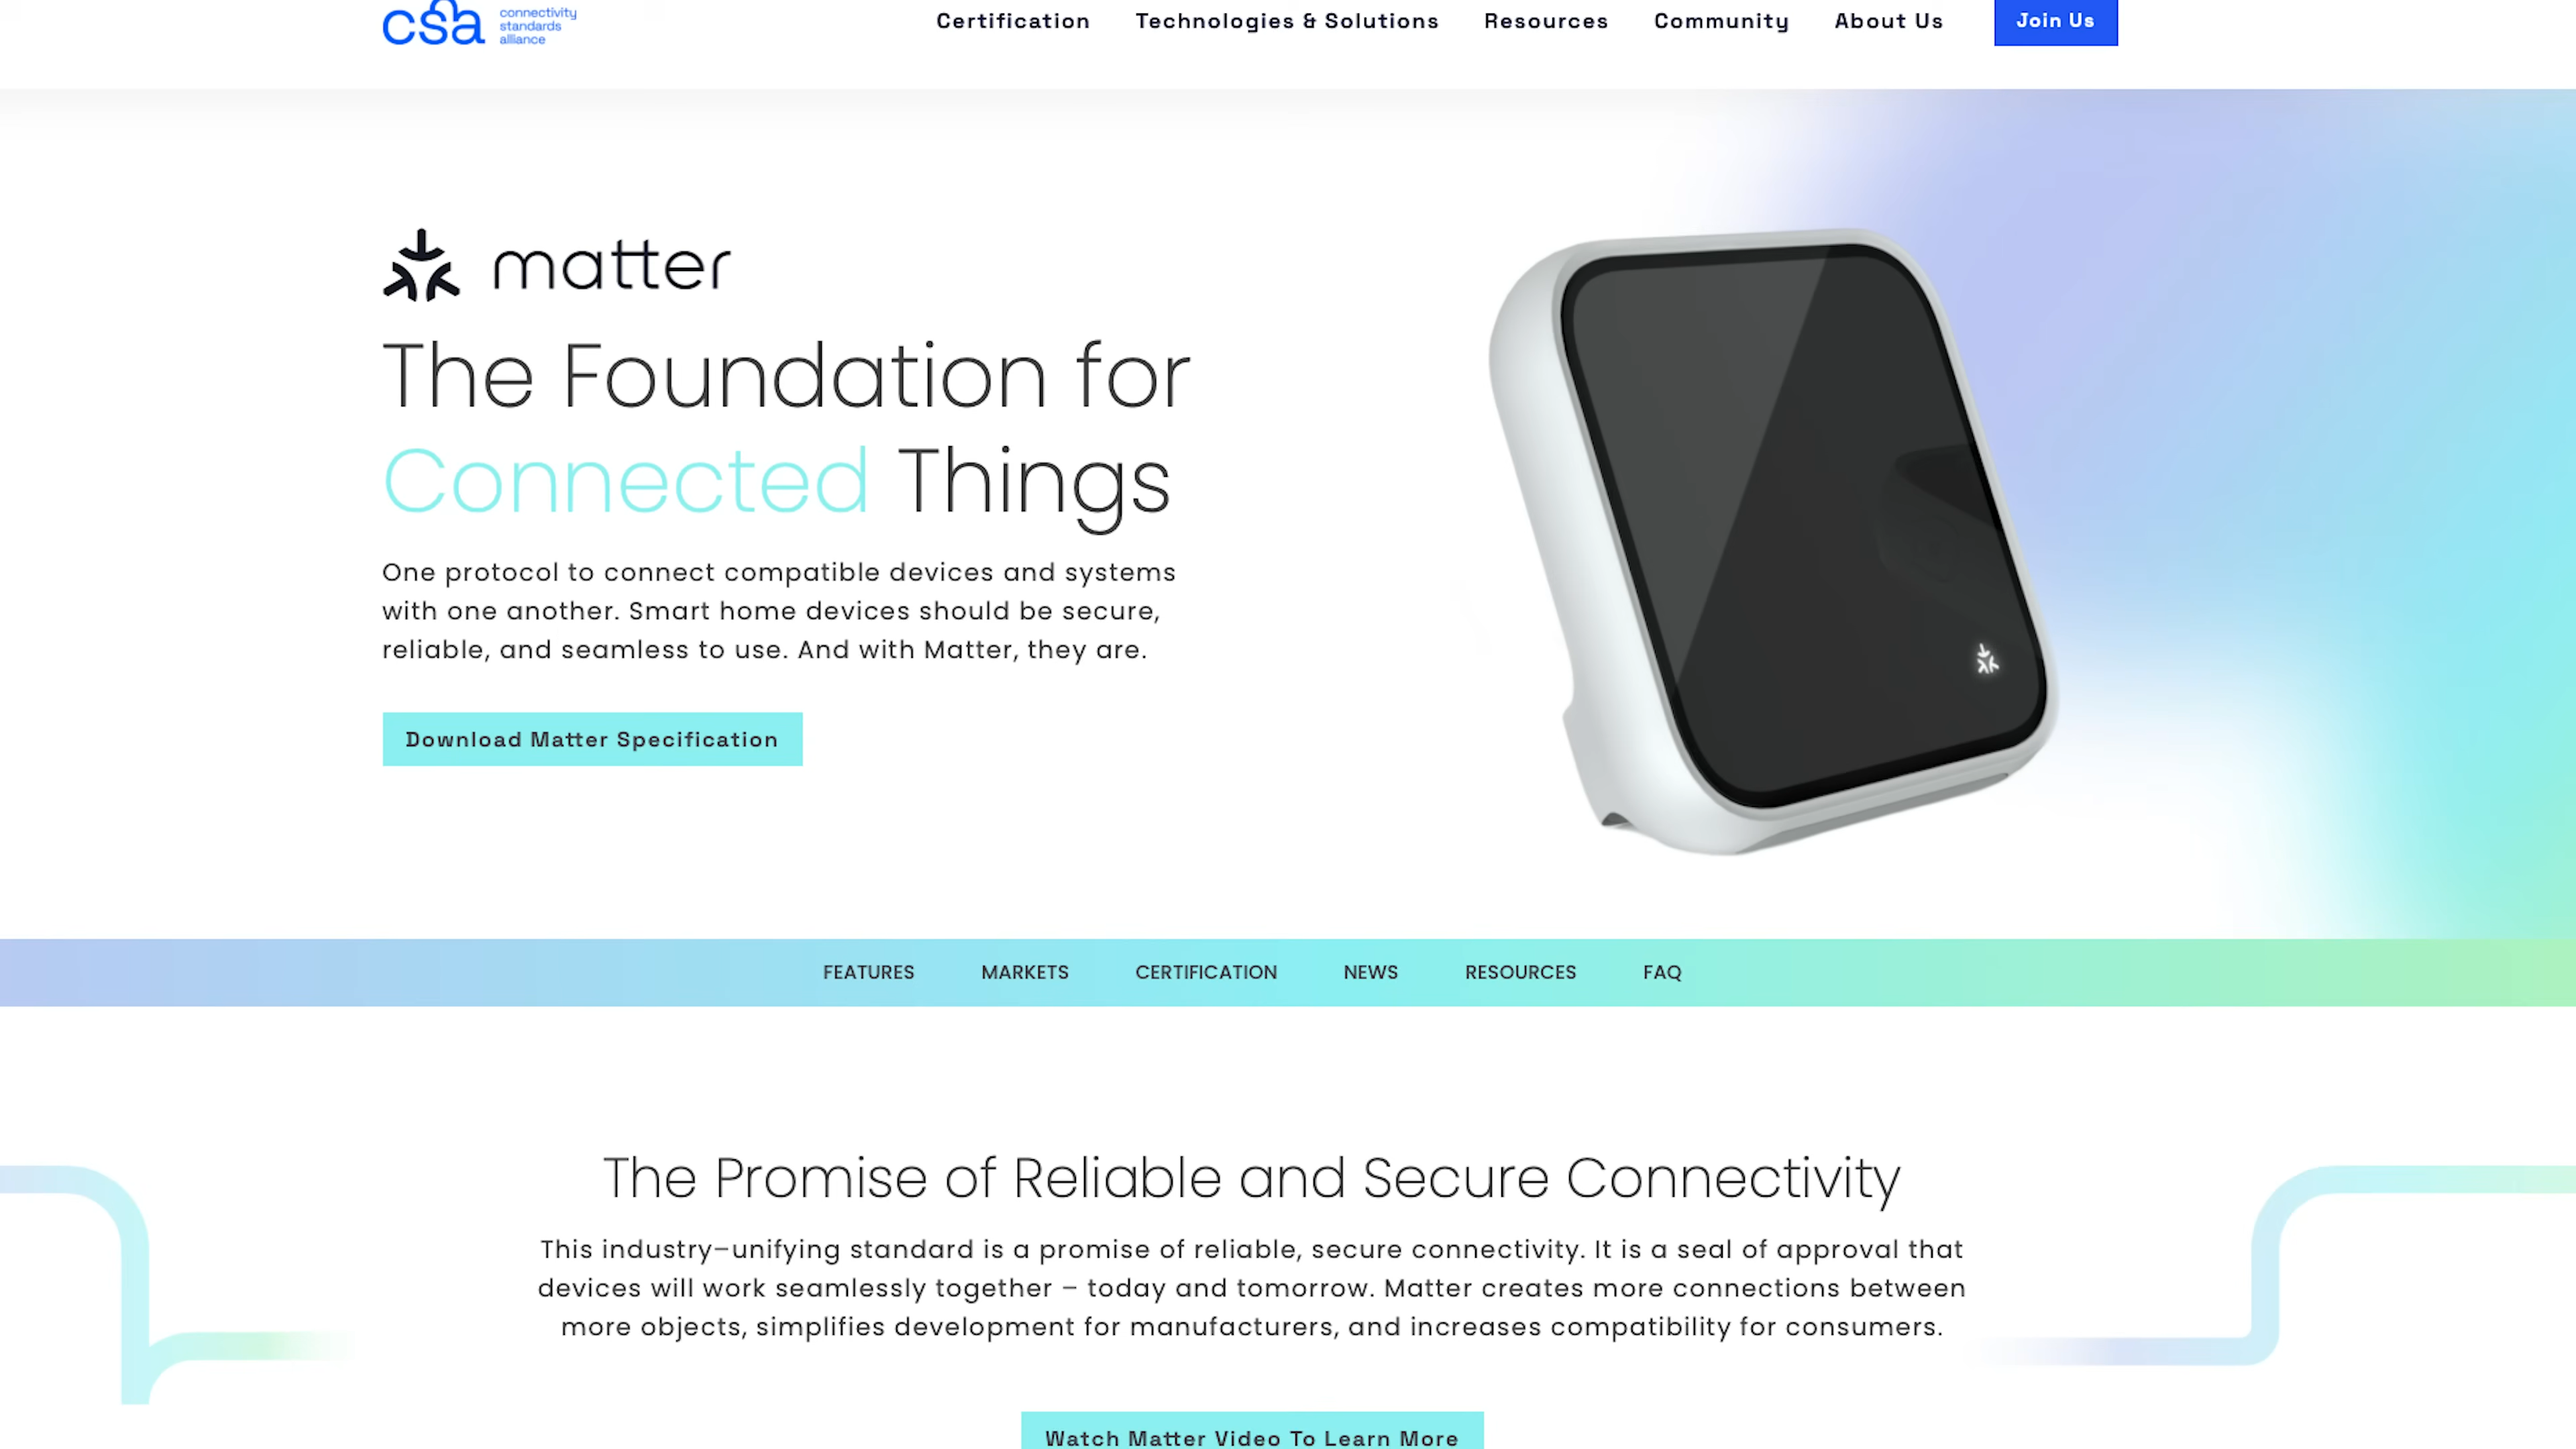 csa connectivity
standards
alliance
Certification Technologies & Solutions Resources Community About Us Join Us
matter
The Foundation for
Connected Things
One protocol to connect compatible devices and systems
with one another. Smart home devices should be secure,
reliable, and seamless to use. And with Matter, they are.
Download Matter Specification
FEATURES MARKETS CERTIFICATION NEWS RESOURCES FAQ
The Promise of Reliable and Secure Connectivity
This industry-unifying standard is a promise of reliable, secure connectivity. It is a seal of approval that
devices will work seamlessly together – today and tomorrow. Matter creates more connections between
more objects, simplifies development for manufacturers, and increases compatibility for consumers.
Watch Matter Video To Learn More